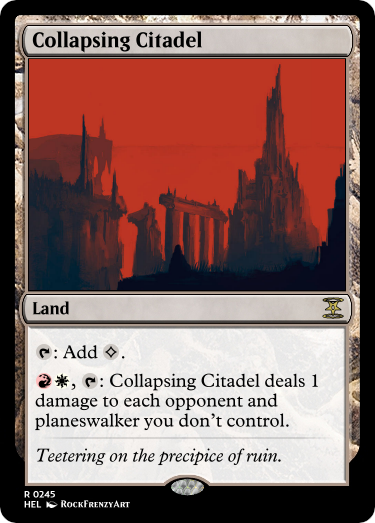 Collapsing Citadel
Land
: Add .
, : Collapsing Citadel deals 1
damage to each opponent and
planeswalker you don't control.
Teetering on the precipice of ruin.
R 0245
HEL RockFrenzyArt